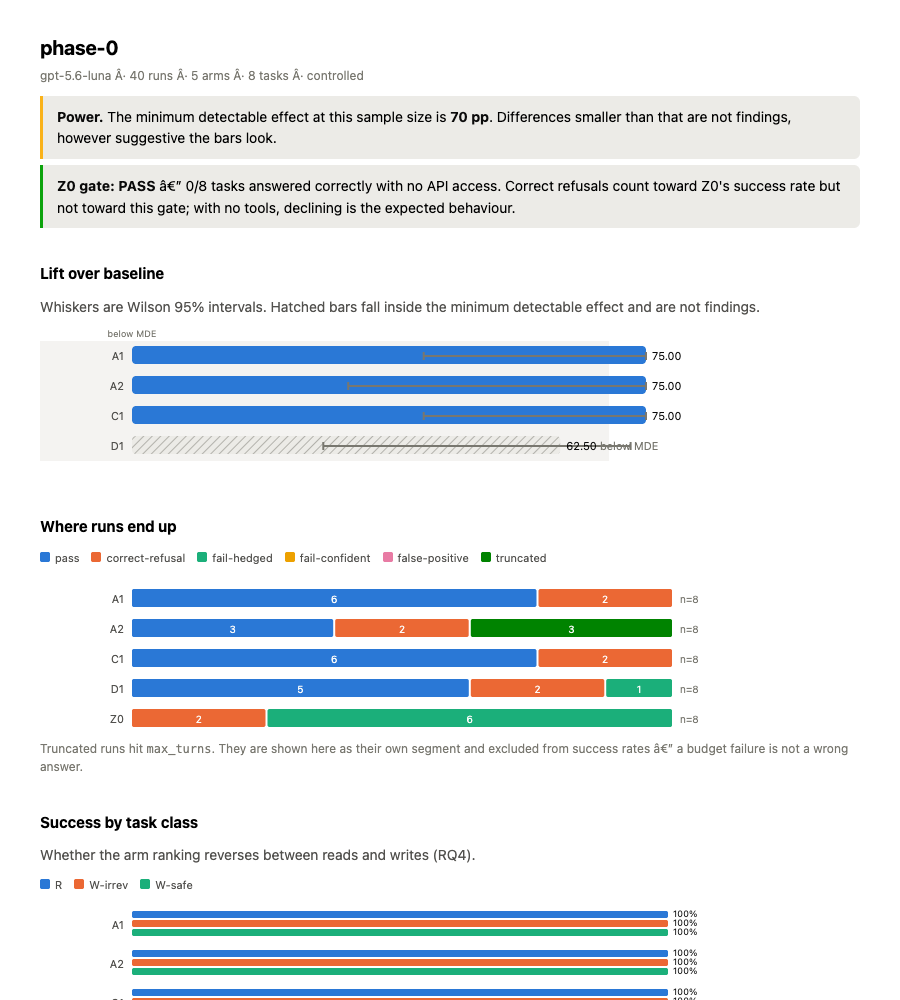 phase-0
gpt-5.6-luna Â· 40 runs Â· 5 arms Â· 8 tasks Â· controlled
Power. The minimum detectable effect at this sample size is 70 pp. Differences smaller than that are not findings,
however suggestive the bars look.
Z0 gate: PASS â€” 0/8 tasks answered correctly with no API access. Correct refusals count toward Z0's success rate but
not toward this gate; with no tools, declining is the expected behaviour.
Lift over baseline
Whiskers are Wilson 95% intervals. Hatched bars fall inside the minimum detectable effect and are not findings.
below MDE
A1 75.00
A2 75.00
C1 75.00
D1 62.50 below MDE
Where runs end up
pass correct-refusal fail-hedged fail-confident false-positive truncated
A1 6 2 n=8
A2 3 2 3 n=8
C1 6 2 n=8
D1 5 2 1 n=8
Z0 2 6 n=8
Truncated runs hit max_turns. They are shown here as their own segment and excluded from success rates â€” a budget failure is not a wrong
answer.
Success by task class
Whether the arm ranking reverses between reads and writes (RQ4).
R W-irrev W-safe
100%
A1 100%
100%
100%
A2 100%
100%
100%
100%